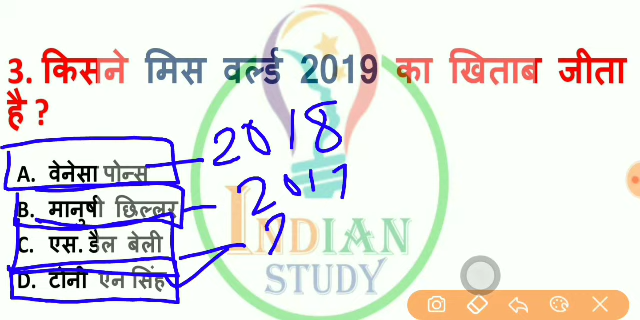 3. किसने मिस वर्ल्ड 2019 का खिताब जीता
है ?
A. वेनेसा पोन्स 2018
B. मानुषी छिल्लर 2017
C. एस. डैल बेली
D. टोनी एन सिंह
INDIAN
STUDY